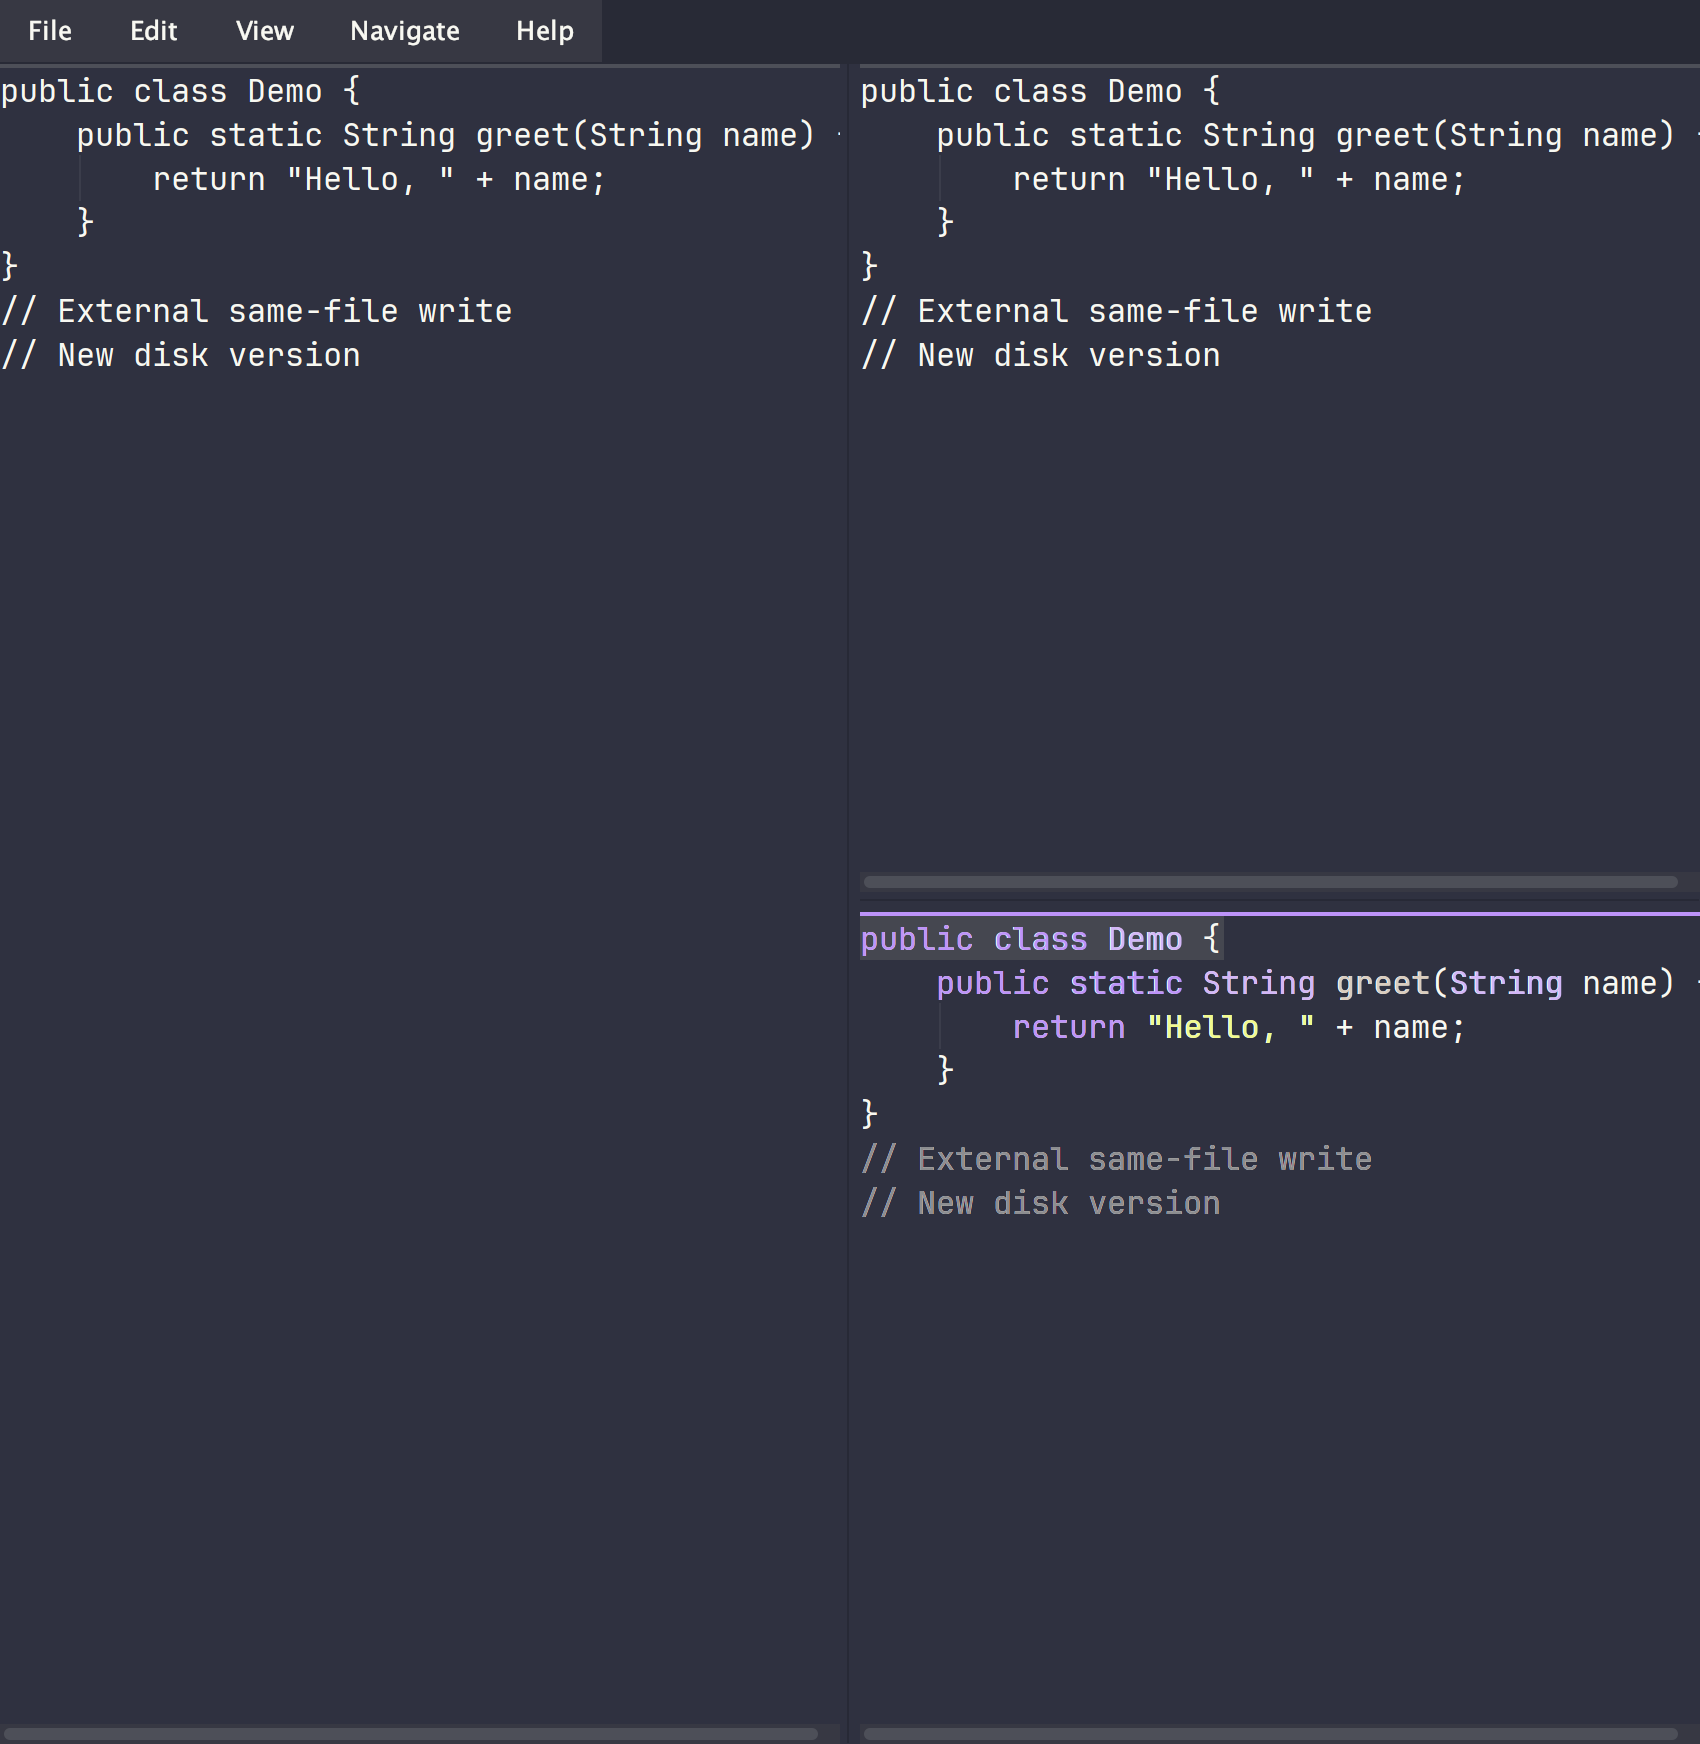 File Edit View Navigate Help
public class Demo {
    public static String greet(String name)
        return "Hello, " + name;
    }
}
// External same-file write
// New disk version
public class Demo {
    public static String greet(String name)
        return "Hello, " + name;
    }
}
// External same-file write
// New disk version
public class Demo {
    public static String greet(String name)
        return "Hello, " + name;
    }
}
// External same-file write
// New disk version